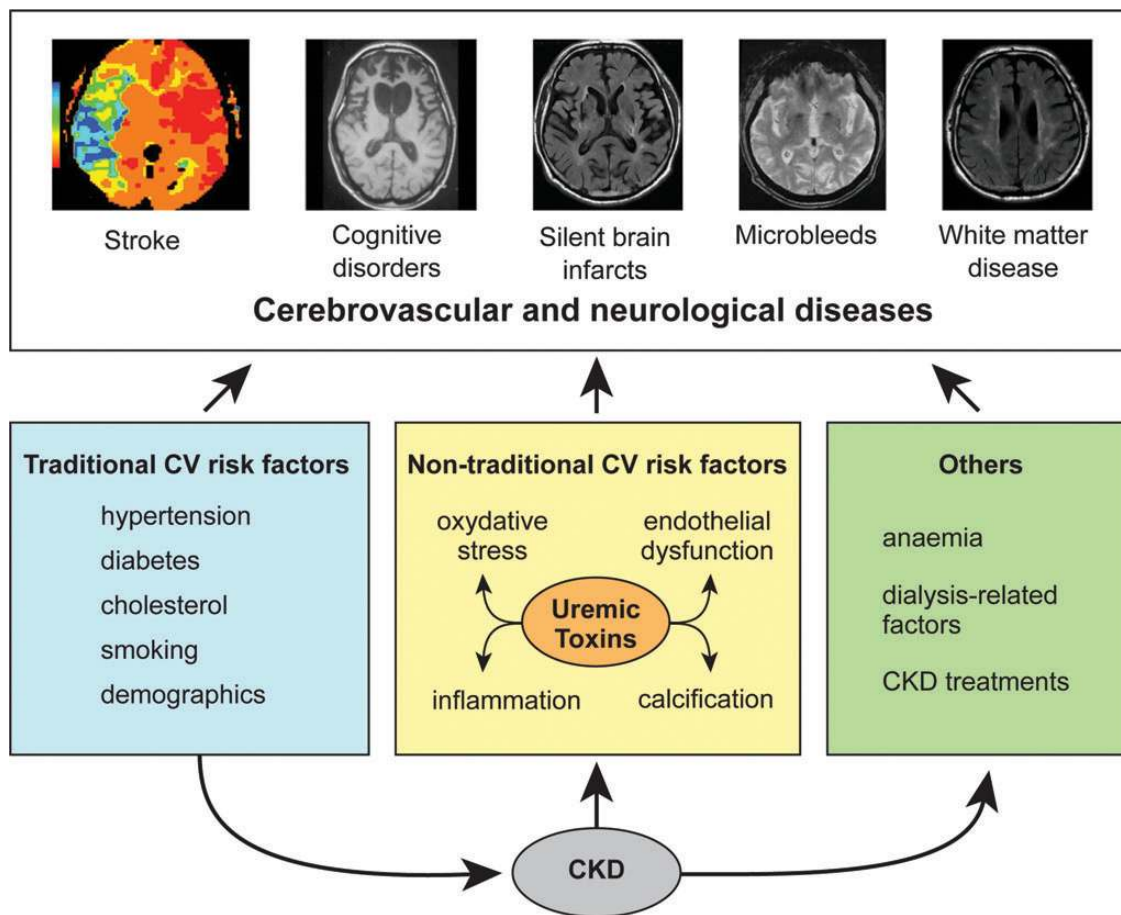 Stroke
Cognitive
disorders
Silent brain
infarcts
Microbleeds
White matter
disease
Cerebrovascular and neurological diseases
Traditional CV risk factors
hypertension
diabetes
cholesterol
smoking
demographics
Non-traditional CV risk factors
oxydative
stress
endothelial
dysfunction
Uremic
Toxins
inflammation
calcification
Others
anaemia
dialysis-related
factors
CKD treatments
CKD